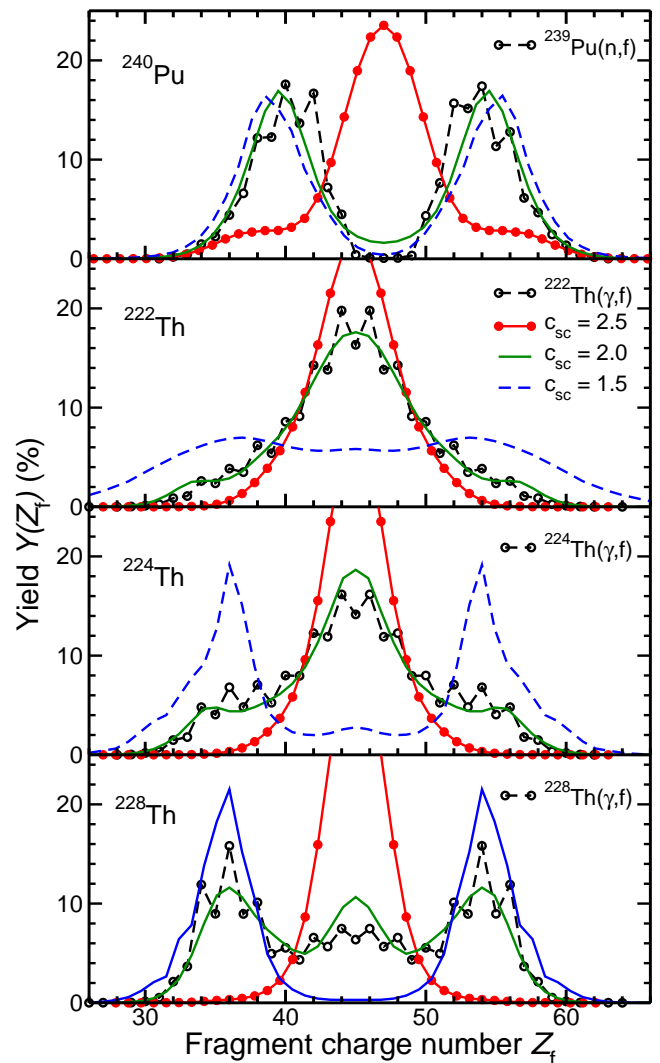 20
10
0
²⁴⁰Pu
²³⁹Pu(n,f)
20
10
0
²²²Th
²²²Th(γ,f)
c_sc = 2.5
c_sc = 2.0
c_sc = 1.5
20
10
0
²²⁴Th
²²⁴Th(γ,f)
20
10
0
²²⁸Th
²²⁸Th(γ,f)
30 40 50 60
Fragment charge number Z_f
Yield Y(Z_f) (%)